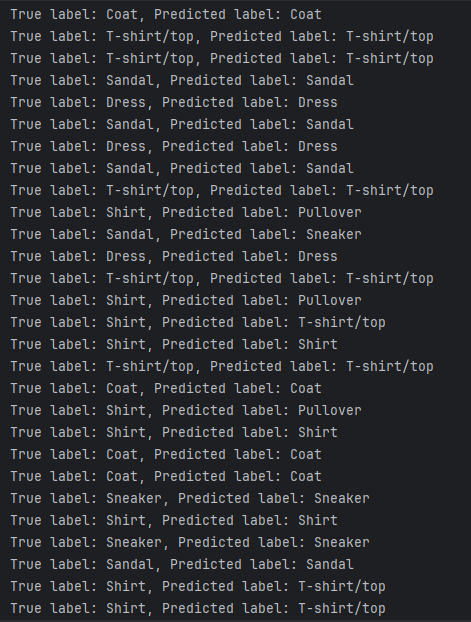 True label: Coat, Predicted label: Coat
True label: T-shirt/top, Predicted label: T-shirt/top
True label: T-shirt/top, Predicted label: T-shirt/top
True label: Sandal, Predicted label: Sandal
True label: Dress, Predicted label: Dress
True label: Sandal, Predicted label: Sandal
True label: Dress, Predicted label: Dress
True label: Sandal, Predicted label: Sandal
True label: T-shirt/top, Predicted label: T-shirt/top
True label: Shirt, Predicted label: Pullover
True label: Sandal, Predicted label: Sneaker
True label: Dress, Predicted label: Dress
True label: T-shirt/top, Predicted label: T-shirt/top
True label: Shirt, Predicted label: Pullover
True label: Shirt, Predicted label: T-shirt/top
True label: Shirt, Predicted label: Shirt
True label: T-shirt/top, Predicted label: T-shirt/top
True label: Coat, Predicted label: Coat
True label: Shirt, Predicted label: Pullover
True label: Shirt, Predicted label: Shirt
True label: Coat, Predicted label: Coat
True label: Coat, Predicted label: Coat
True label: Sneaker, Predicted label: Sneaker
True label: Shirt, Predicted label: Shirt
True label: Sneaker, Predicted label: Sneaker
True label: Sandal, Predicted label: Sandal
True label: Shirt, Predicted label: T-shirt/top
True label: Shirt, Predicted label: T-shirt/top